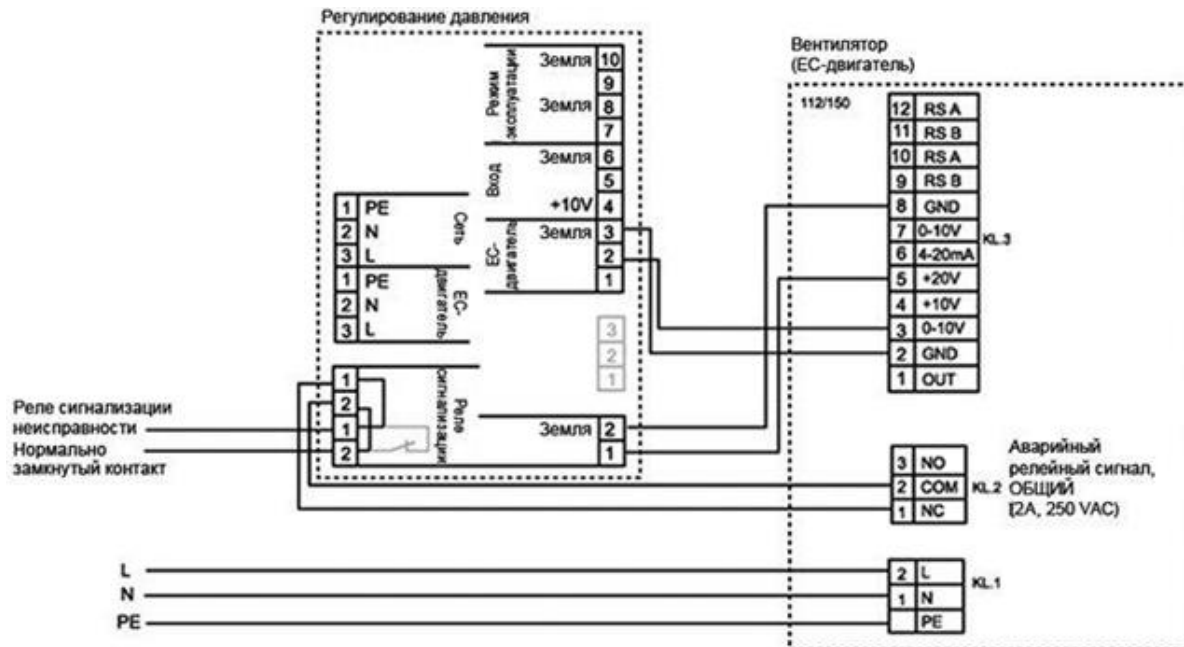 Регулирование давления
Земля 10
9
Земля 8
7
Режим
эксплуатации
Земля 6
5
+10V 4
Вход
Земля 3
2
1
ЕС-
двигатель
1 PE
2 N
3 L
Сеть
1 PE
2 N
3 L
ЕС-
двигатель
3
2
1
1
2
1
2
Реле
сигнализации
Земля 2
1
Реле сигнализации
неисправности
Нормально
замкнутый контакт
L
N
PE
Вентилятор
(ЕС-двигатель)
112/150
12 RS A
11 RS B
10 RS A
9 RS B
8 GND
7 0-10V
6 4-20mA
5 +20V
4 +10V
3 0-10V
2 GND
1 OUT
KL.3
3 NO
2 COM
1 NC
KL.2
Аварийный
релейный сигнал,
ОБЩИЙ
(2A, 250 VAC)
2 L
1 N
PE
KL.1